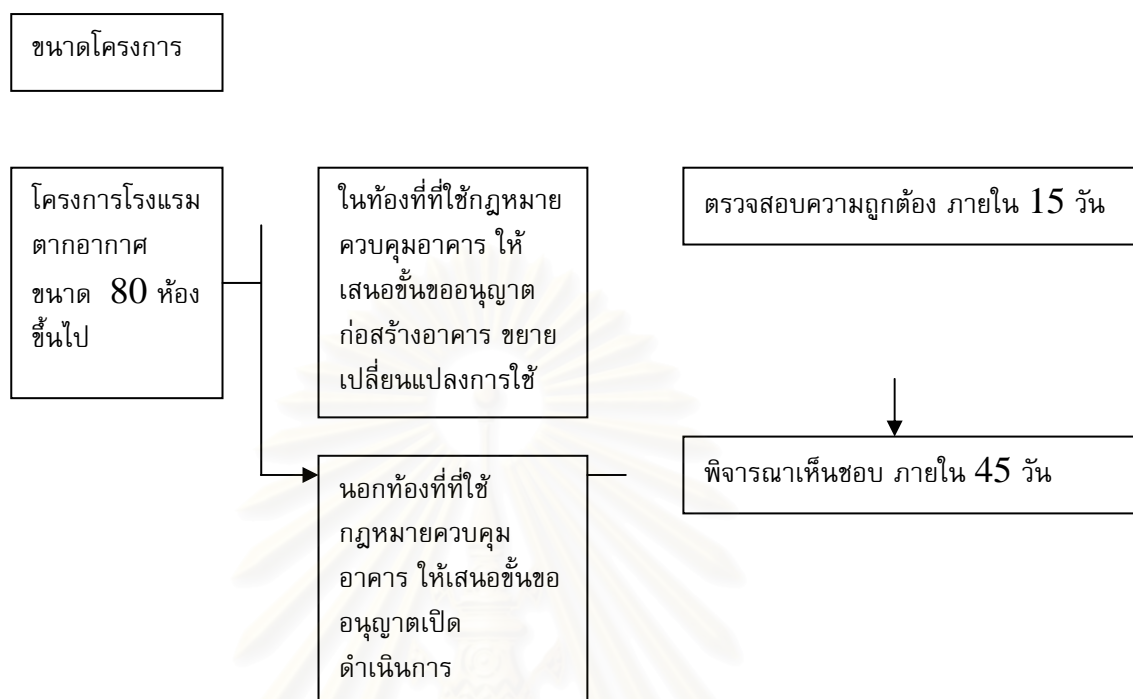 ขนาดโครงการ
โครงการโรงแรม
ตากอากาศ
ขนาด 80 ห้อง
ขึ้นไป
ในท้องที่ที่ใช้กฎหมาย
ควบคุมอาคาร ให้
เสนอขั้นขออนุญาต
ก่อสร้างอาคาร ขยาย
เปลี่ยนแปลงการใช้
นอกท้องที่ที่ใช้
กฎหมายควบคุม
อาคาร ให้เสนอขั้นขอ
อนุญาตเปิด
ดำเนินการ
ตรวจสอบความถูกต้อง ภายใน 15 วัน
พิจารณาเห็นชอบ ภายใน 45 วัน